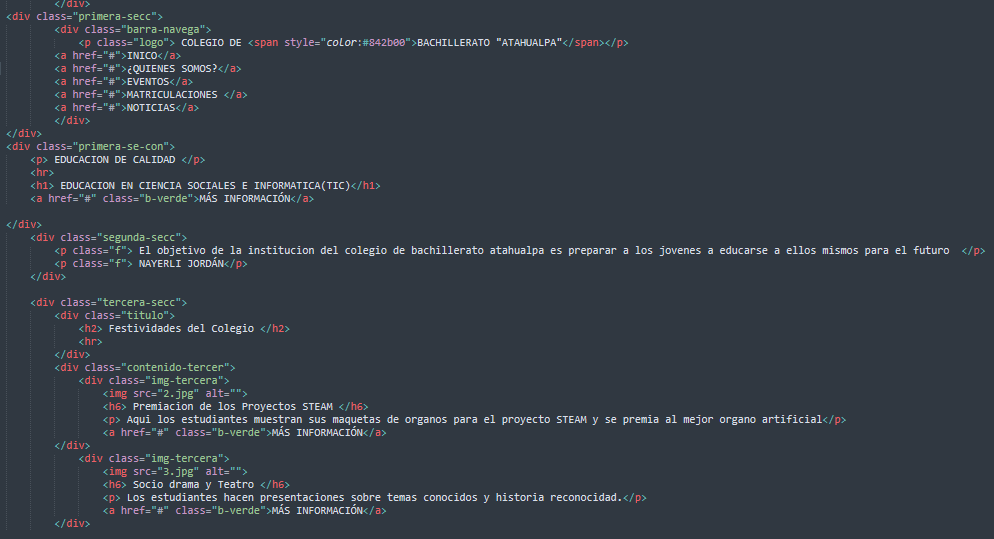 </div>
<div class="primera-secc">
<div class="barra-navega">
<p class="logo"> COLEGIO DE <span style="color:#842b00">BACHILLERATO "ATAHUALPA"</span></p>
<a href="#">INICO</a>
<a href="#">¿QUIENES SOMOS?</a>
<a href="#">EVENTOS</a>
<a href="#">MATRICULACIONES </a>
<a href="#">NOTICIAS</a>
</div>
</div>
<div class="primera-se-con">
<p> EDUCACION DE CALIDAD </p>
<hr>
<h1> EDUCACION EN CIENCIA SOCIALES E INFORMATICA(TIC)</h1>
<a href="#" class="b-verde">MÁS INFORMACIÓN</a>
</div>
<div class="segunda-secc">
<p class="f"> El objetivo de la institucion del colegio de bachillerato atahualpa es preparar a los jovenes a educarse a ellos mismos para el futuro  </p>
<p class="f"> NAYERLI JORDÁN</p>
</div>
<div class="tercera-secc">
<div class="titulo">
<h2> Festividades del Colegio </h2>
<hr>
</div>
<div class="contenido-tercer">
<div class="img-tercera">
<img src="2.jpg" alt="">
<h6> Premiacion de los Proyectos STEAM </h6>
<p> Aqui los estudiantes muestran sus maquetas de organos para el proyecto STEAM y se premia al mejor organo artificial</p>
<a href="#" class="b-verde">MÁS INFORMACIÓN</a>
</div>
<div class="img-tercera">
<img src="3.jpg" alt="">
<h6> Socio drama y Teatro </h6>
<p> Los estudiantes hacen presentaciones sobre temas conocidos y historia reconocidad.</p>
<a href="#" class="b-verde">MÁS INFORMACIÓN</a>
</div>